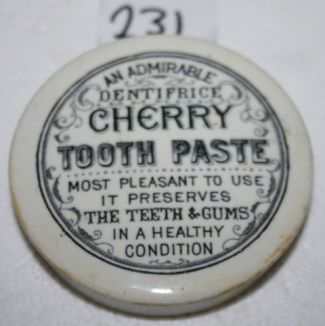 231
AN ADMIRABLE
DENTIFRICE
CHERRY
TOOTH PASTE
MOST PLEASANT TO USE
IT PRESERVES
THE TEETH & GUMS
IN A HEALTHY
CONDITION